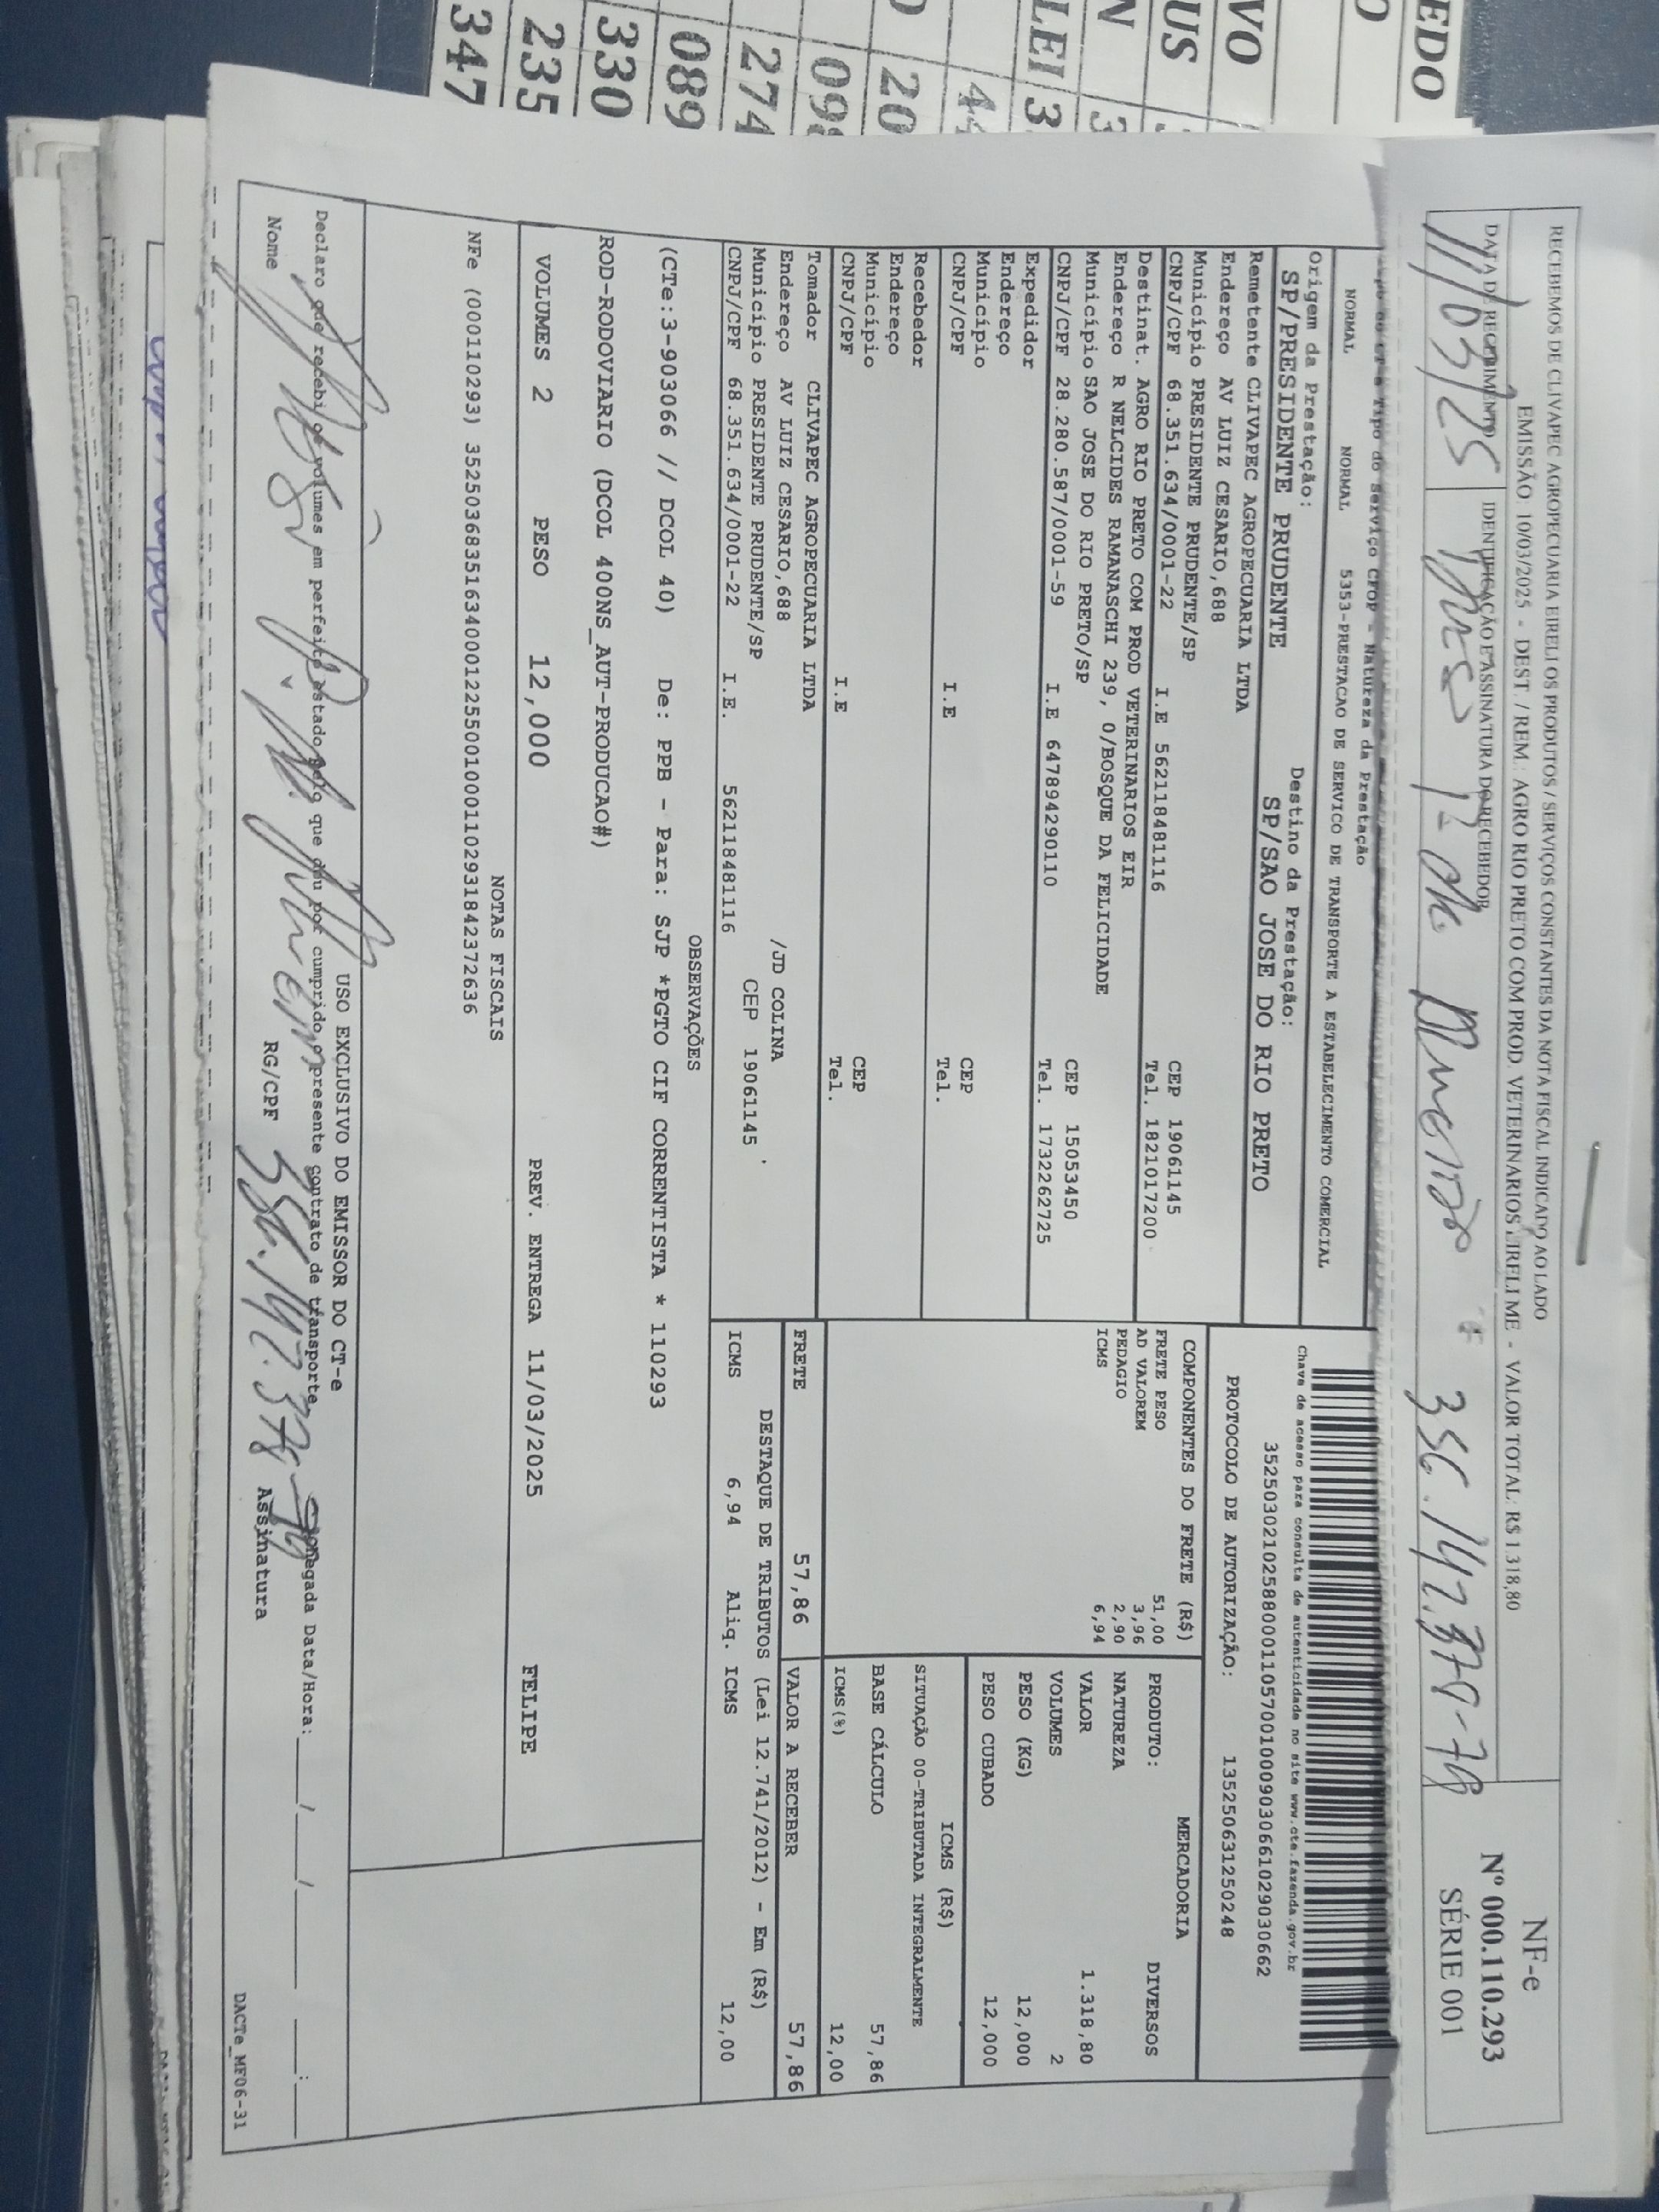 RECEBEMOS DE CLIVAPEC AGROPECUARIA EIRELI OS PRODUTOS / SERVIÇOS CONSTANTES DA NOTA FISCAL INDICADO AO LADO
EMISSÃO: 10/03/2025 - DEST. / REM.: AGRO RIO PRETO COM PROD. VETERINARIOS EIRELI ME - VALOR TOTAL: R$ 1.318,80
DATA DE RECEBIMENTO
IDENTIFICAÇÃO E ASSINATURA DO RECEBEDOR
11/03/25
NF-e
Nº 000.110.293
SÉRIE 001
Tipo do Serviço CFOP - Natureza da Prestação
NORMAL NORMAL 5353-PRESTACAO DE SERVICO DE TRANSPORTE A ESTABELECIMENTO COMERCIAL
Origem da Prestação: Destino da Prestação:
SP/PRESIDENTE PRUDENTE SP/SAO JOSE DO RIO PRETO
Remetente CLIVAPEC AGROPECUARIA LTDA
Endereço AV LUIZ CESARIO,688
Município PRESIDENTE PRUDENTE/SP CEP 19061145
CNPJ/CPF 68.351.634/0001-22 I.E 562118481116 Tel. 1821017200
Destinat. AGRO RIO PRETO COM PROD VETERINARIOS EIR
Endereço R NELCIDES RAMANASCHI 239, 0/BOSQUE DA FELICIDADE
Município SAO JOSE DO RIO PRETO/SP CEP 15053450
CNPJ/CPF 28.280.587/0001-59 I.E 647894290110 Tel. 1732262725
Expedidor
Endereço
Município CEP
CNPJ/CPF I.E Tel.
Recebedor
Endereço
Município CEP
CNPJ/CPF I.E Tel.
Tomador CLIVAPEC AGROPECUARIA LTDA
Endereço AV LUIZ CESARIO,688 /JD COLINA
Município PRESIDENTE PRUDENTE/SP CEP 19061145
CNPJ/CPF 68.351.634/0001-22 I.E. 562118481116
Chave de acesso para consulta de autenticidade no site www.cte.fazenda.gov.br
35250302102588000110570010009030661029030662
PROTOCOLO DE AUTORIZAÇÃO: 135250631250248
COMPONENTES DO FRETE (R$)
FRETE PESO 51,00
AD VALOREM 3,96
PEDAGIO 2,90
ICMS 6,94
MERCADORIA
PRODUTO: DIVERSOS
NATUREZA
VALOR 1.318,80
VOLUMES 2
PESO (KG) 12,000
PESO CUBADO 12,000
ICMS (R$)
SITUAÇÃO 00-TRIBUTADA INTEGRALMENTE
BASE CÁLCULO 57,86
ICMS(%) 12,00
FRETE 57,86 VALOR A RECEBER 57,86
DESTAQUE DE TRIBUTOS (Lei 12.741/2012) - Em (R$)
ICMS 6,94 Aliq. ICMS 12,00
OBSERVAÇÕES
(CTe:3-903066 // DCOL 40) De: PPB - Para: SJP *PGTO CIF CORRENTISTA * 110293
ROD-RODOVIARIO (DCOL 400NS_AUT-PRODUCAO#)
VOLUMES 2 PESO 12,000 PREV. ENTREGA 11/03/2025 FELIPE
NOTAS FISCAIS
NFe (000110293) 35250368351634000122550010001102931842372636
USO EXCLUSIVO DO EMISSOR DO CT-e
Declaro que recebi os volumes em perfeito estado pelo que dou por cumprido o presente contrato de transporte. Chegada Data/Hora: / / :
Nome RG/CPF Assinatura
DACTe_MF06-31
EDO
VO
US
N
LEI 3
20
274
089
330
235
347